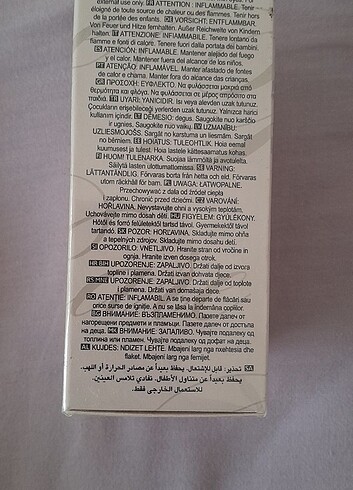 external use only. FR ATTENTION : INFLAMMABLE. Tenir
éloigné de toute source de chaleur ou des flammes. Tenir hors
de la portée des enfants. DE VORSICHT: ENTFLAMMBAR.
Von Feuer und Hitze fernhalten. Außer Reichweite von Kindern
halten. IT ATTENZIONE: INFIAMMABILE. Tenere lontano da
fiamme e fonti di calore. Tenere fuori dalla portata dei bambini.
ES ATENCIÓN: INFLAMABLE. Mantener alejado del fuego
y el calor. Mantener fuera del alcance de los niños.
PT ATENÇÃO: INFLAMÁVEL. Manter afastado de fontes
de calor e chama. Manter fora do alcance das crianças.
GR ΠΡΟΣΟΧΗ: ΕΥΦΛΕΚΤΟ. Να φυλάσσεται μακριά από
θερμότητα και φλόγα. Να φυλάσσεται σε μέρος απρόσιτο στα
παιδιά. TR UYARI: YANICIDIR. Isı veya alevden uzak tutunuz.
Çocukların erişebileceği yerlerden uzak tutunuz. Yalnızca harici
kullanım içindir. LT DĖMESIO: degus. Saugokite nuo karščio
ir ugnies. Saugokite nuo vaikų. LV UZMANĪBU:
UZLIESMOJOŠS. Sargāt no karstuma un liesmām. Sargāt
no bērniem. EE HOIATUS: TULEOHTLIK. Hoia eemal
kuumusest ja tulest. Hoia lastele kättesaamatus kohas.
FI HUOM! TULENARKA. Suojaa lämmöltä ja avotulelta.
Säilytä lasten ulottumattomissa. SE VARNING:
LÄTTANTÄNDLIG. Förvaras borta från hetta och eld. Förvaras
utom räckhåll för barn. PL UWAGA: ŁATWOPALNE.
Przechowywać z dala od źródeł ciepła
i zapłonu. Chronić przed dziećmi. CZ VAROVÁNÍ:
HOŘLAVINA. Nevystavujte ohni a vysokým teplotám.
Uchovávejte mimo dosah dětí. HU FIGYELEM: GYÚLÉKONY.
Hőtől és forró felületektől távol tartandó. Gyermekektől távol
tartandó. SK POZOR: HORĽAVINA. Skladujte mimo ohňa
a tepelných zdrojov. Skladujte mimo dosahu detí.
SI OPOZORILO: VNETLJIVO. Hranite stran od vročine in
ognja. Hranite izven dosega otrok.
HR BIH UPOZORENJE: ZAPALJIVO. Držati dalje od izvora
topline i plamena. Držati izvan dohvata djece.
RS MNE UPOZORENJE: ZAPALJIVO. Držati dalje od toplote
i plamena. Držati van domašaja dece.
RO ATENȚIE: INFLAMABIL. A se ține departe de flăcări sau
orice surse de ignitie. A nu se lăsa la îndemâna copiilor.
BG ВНИМАНИЕ: ВЪЗПЛАМЕНИМО. Пазете далеч от
нагорещени предмети и пламъци. Пазете далеч от достъпа
на деца. MK ВНИМАНИЕ: ЗАПАЛИВО. Чувајте подалеку од
топлина или пламен. Чувајте подалеку од дофат на деца.
AL KUJDES: NDIZET LEHTE. Mbajeni larg nga nxehtesia dhe
flaket. Mbajeni larg nga femijet.
SA تحذير: قابل للاشتعال. يحفظ بعيداً عن مصادر الحرارة أو اللهب.
يحفظ بعيداً عن متناول الأطفال. تفادي تلامس العينين.
للاستعمال الخارجي فقط.